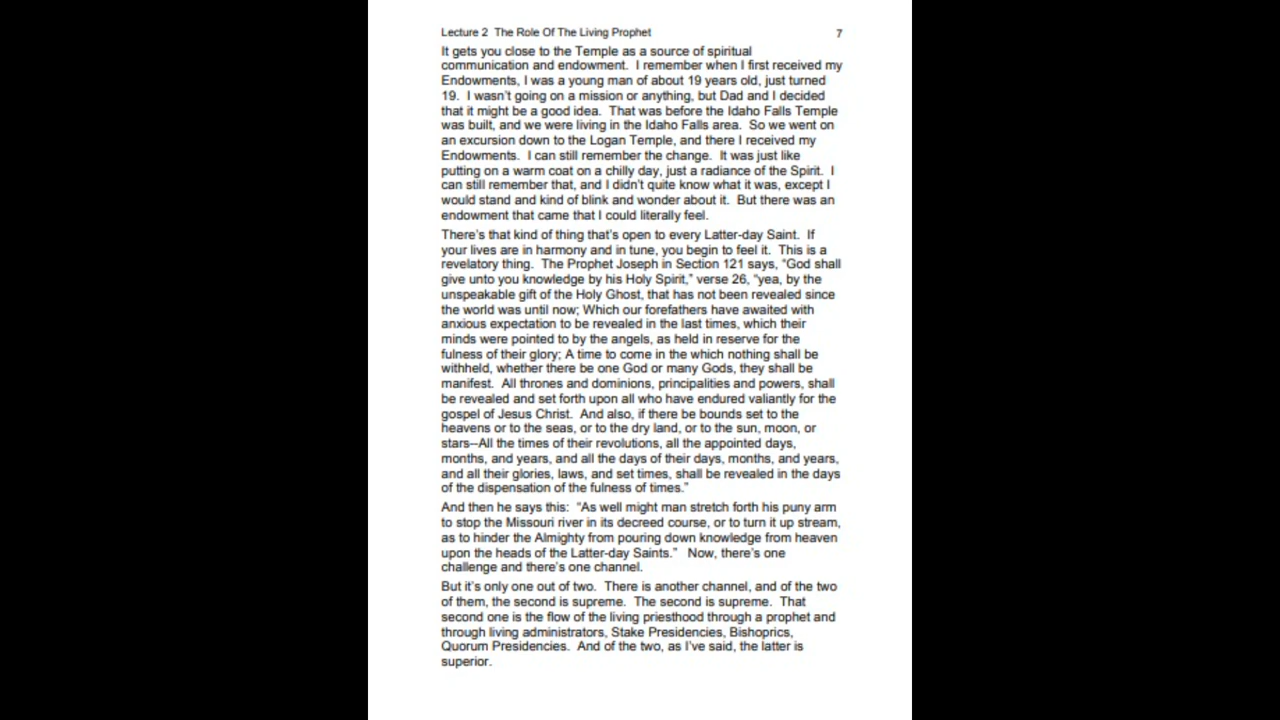 Lecture 2  The Role Of The Living Prophet 7
It gets you close to the Temple as a source of spiritual
communication and endowment.  I remember when I first received my
Endowments, I was a young man of about 19 years old, just turned
19.  I wasn't going on a mission or anything, but Dad and I decided
that it might be a good idea.  That was before the Idaho Falls Temple
was built, and we were living in the Idaho Falls area.  So we went on
an excursion down to the Logan Temple, and there I received my
Endowments.  I can still remember the change.  It was just like
putting on a warm coat on a chilly day, just a radiance of the Spirit.  I
can still remember that, and I didn't quite know what it was, except I
would stand and kind of blink and wonder about it.  But there was an
endowment that came that I could literally feel.
There's that kind of thing that's open to every Latter-day Saint.  If
your lives are in harmony and in tune, you begin to feel it.  This is a
revelatory thing.  The Prophet Joseph in Section 121 says, "God shall
give unto you knowledge by his Holy Spirit," verse 26, "yea, by the
unspeakable gift of the Holy Ghost, that has not been revealed since
the world was until now; Which our forefathers have awaited with
anxious expectation to be revealed in the last times, which their
minds were pointed to by the angels, as held in reserve for the
fulness of their glory; A time to come in the which nothing shall be
withheld, whether there be one God or many Gods, they shall be
manifest.  All thrones and dominions, principalities and powers, shall
be revealed and set forth upon all who have endured valiantly for the
gospel of Jesus Christ.  And also, if there be bounds set to the
heavens or to the seas, or to the dry land, or to the sun, moon, or
stars--All the times of their revolutions, all the appointed days,
months, and years, and all the days of their days, months, and years,
and all their glories, laws, and set times, shall be revealed in the days
of the dispensation of the fulness of times."
And then he says this:  "As well might man stretch forth his puny arm
to stop the Missouri river in its decreed course, or to turn it up stream,
as to hinder the Almighty from pouring down knowledge from heaven
upon the heads of the Latter-day Saints."   Now, there's one
challenge and there's one channel.
But it's only one out of two.  There is another channel, and of the two
of them, the second is supreme.  The second is supreme.  That
second one is the flow of the living priesthood through a prophet and
through living administrators, Stake Presidencies, Bishoprics,
Quorum Presidencies.  And of the two, as I've said, the latter is
superior.